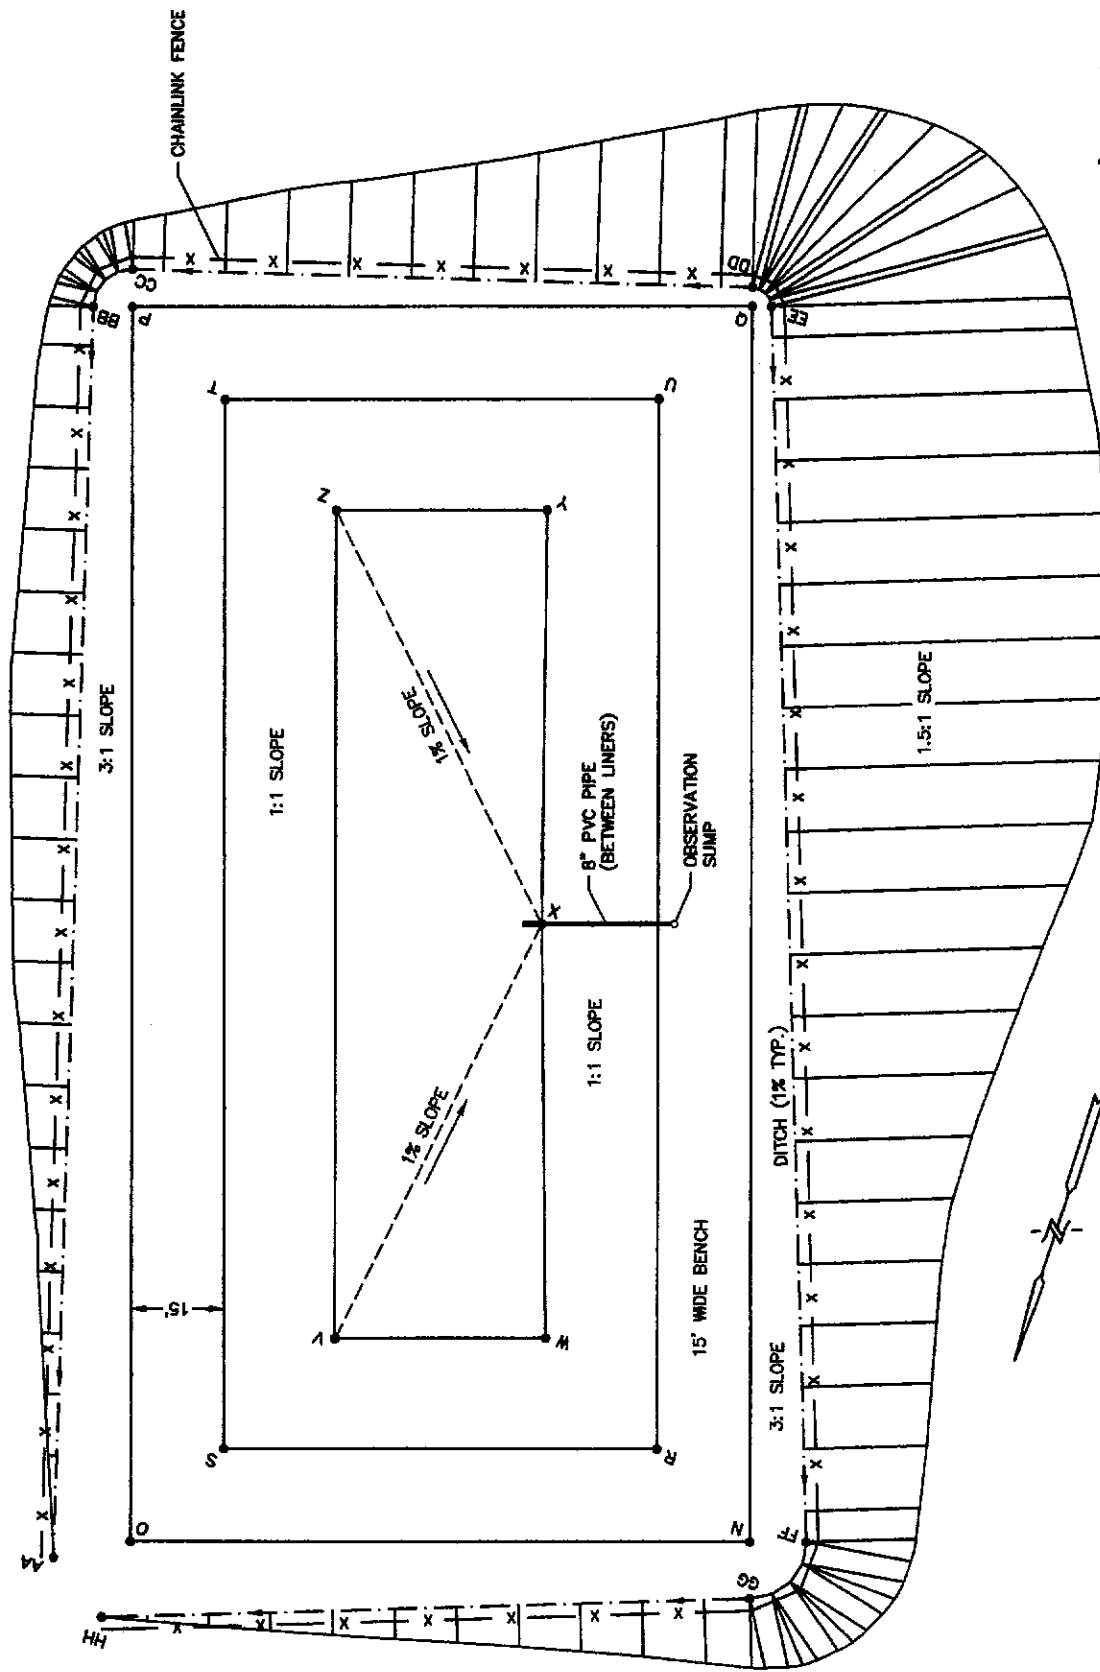 CHAINLINK FENCE
CC
BB
P
DD
Q
EE
T
U
Z
Y
3:1 SLOPE
1:1 SLOPE
1% SLOPE
1.5:1 SLOPE
8" PVC PIPE
(BETWEEN LINERS)
OBSERVATION
SUMP
X
1:1 SLOPE
1% SLOPE
DITCH (1% TYP.)
15' WIDE BENCH
15'
V
W
3:1 SLOPE
S
R
AA
O
N
FF
GG
HH
N